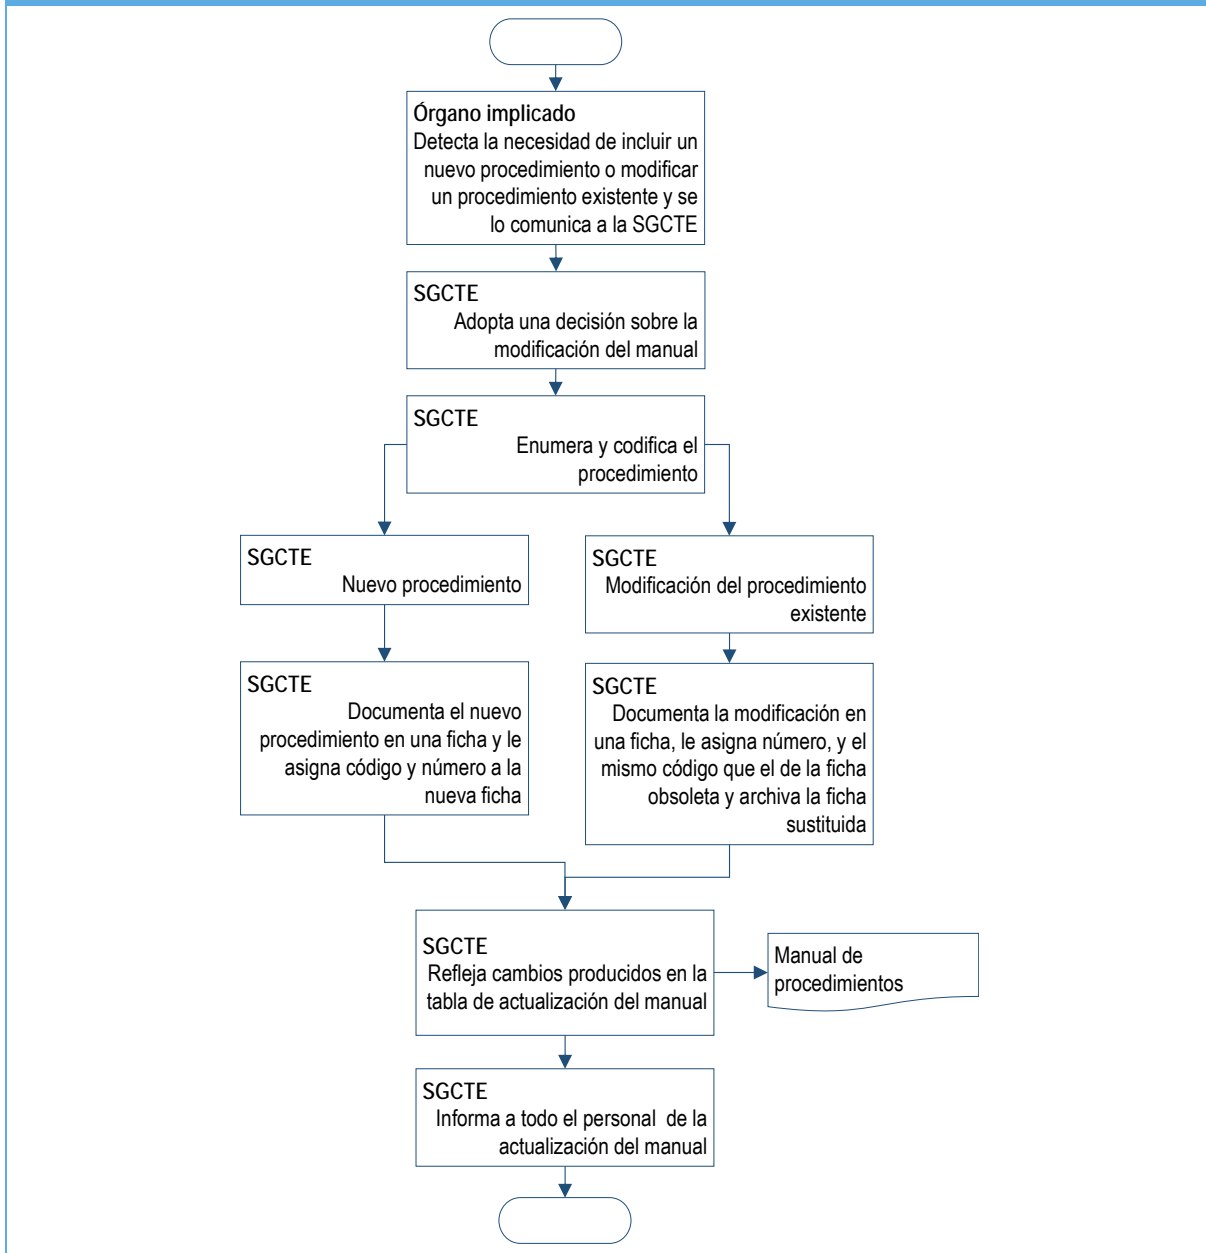 Órgano implicado
Detecta la necesidad de incluir un
nuevo procedimiento o modificar
un procedimiento existente y se
lo comunica a la SGCTE
SGCTE
Adopta una decisión sobre la
modificación del manual
SGCTE
Enumera y codifica el
procedimiento
SGCTE
Nuevo procedimiento
SGCTE
Modificación del procedimiento
existente
SGCTE
Documenta el nuevo
procedimiento en una ficha y le
asigna código y número a la
nueva ficha
SGCTE
Documenta la modificación en
una ficha, le asigna número, y el
mismo código que el de la ficha
obsoleta y archiva la ficha
sustituida
SGCTE
Refleja cambios producidos en la
tabla de actualización del manual
Manual de
procedimientos
SGCTE
Informa a todo el personal de la
actualización del manual